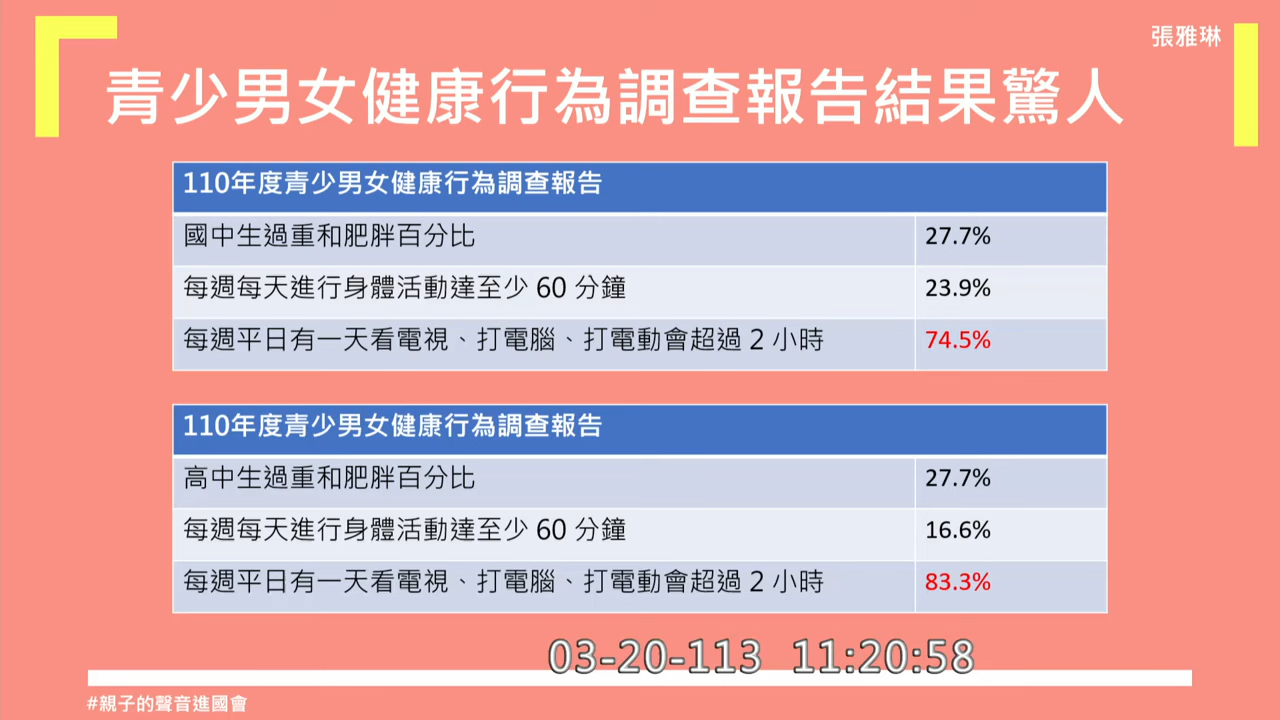 張雅琳
青少男女健康行為調查報告結果驚人
110年度青少男女健康行為調查報告
國中生過重和肥胖百分比 27.7%
每週每天進行身體活動達至少 60 分鐘 23.9%
每週平日有一天看電視、打電腦、打電動會超過 2 小時 74.5%
110年度青少男女健康行為調查報告
高中生過重和肥胖百分比 27.7%
每週每天進行身體活動達至少 60 分鐘 16.6%
每週平日有一天看電視、打電腦、打電動會超過 2 小時 83.3%
03-20-113 11:20:58
#親子的聲音進國會